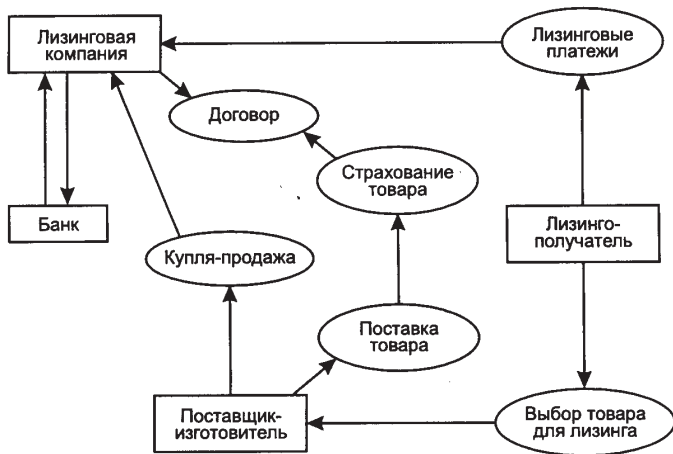 Лизинговая
компания
Лизинговые
платежи
Договор
Страхование
товара
Банк
Лизинго-
получатель
Купля-продажа
Поставка
товара
Поставщик-
изготовитель
Выбор товара
для лизинга